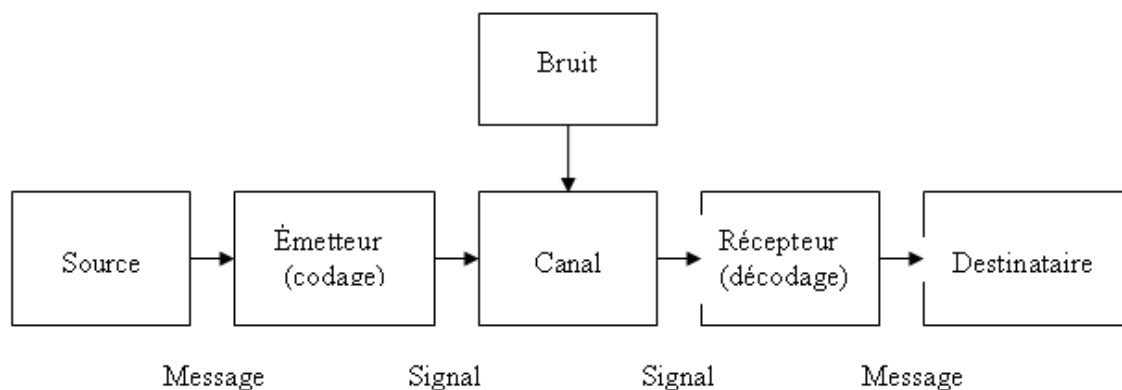 Bruit
Source
Émetteur
(codage)
Canal
Récepteur
(décodage)
Destinataire
Message
Signal
Signal
Message